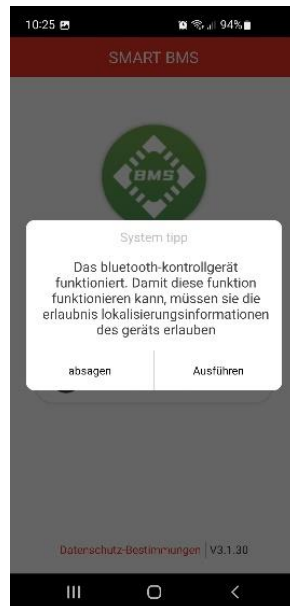 10:25
94%
SMART BMS
BMS
System tipp
Das bluetooth-kontrollgerät
funktioniert. Damit diese funktion
funktionieren kann, müssen sie die
erlaubnis lokalisierungsinformationen
des geräts erlauben
absagen
Ausführen
Datenschutz-Bestimmungen | V3.1.30